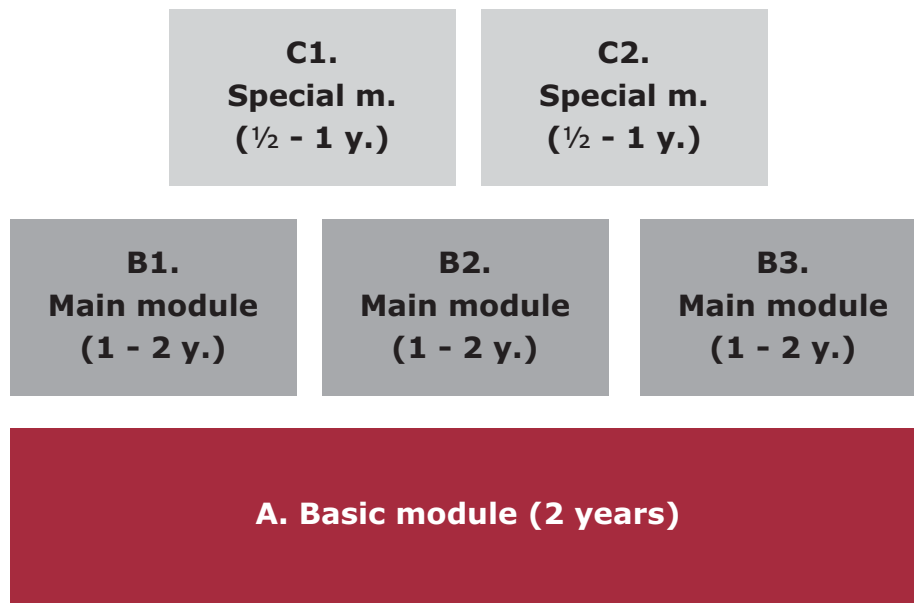 C1.
Special m.
(½ - 1 y.)
C2.
Special m.
(½ - 1 y.)
B1.
Main module
(1 - 2 y.)
B2.
Main module
(1 - 2 y.)
B3.
Main module
(1 - 2 y.)
A. Basic module (2 years)